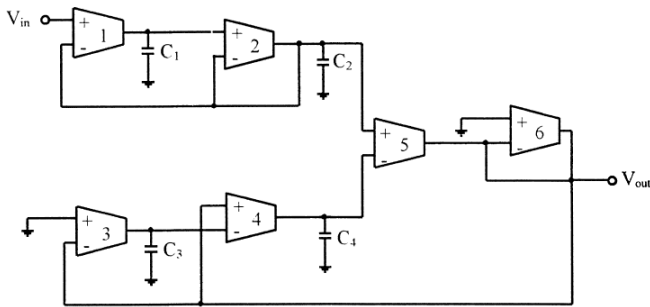 V_in + - 1 C_1 + - 2 C_2
+ - 5 + - 6 V_out
+ - 3 C_3 + - 4 C_4